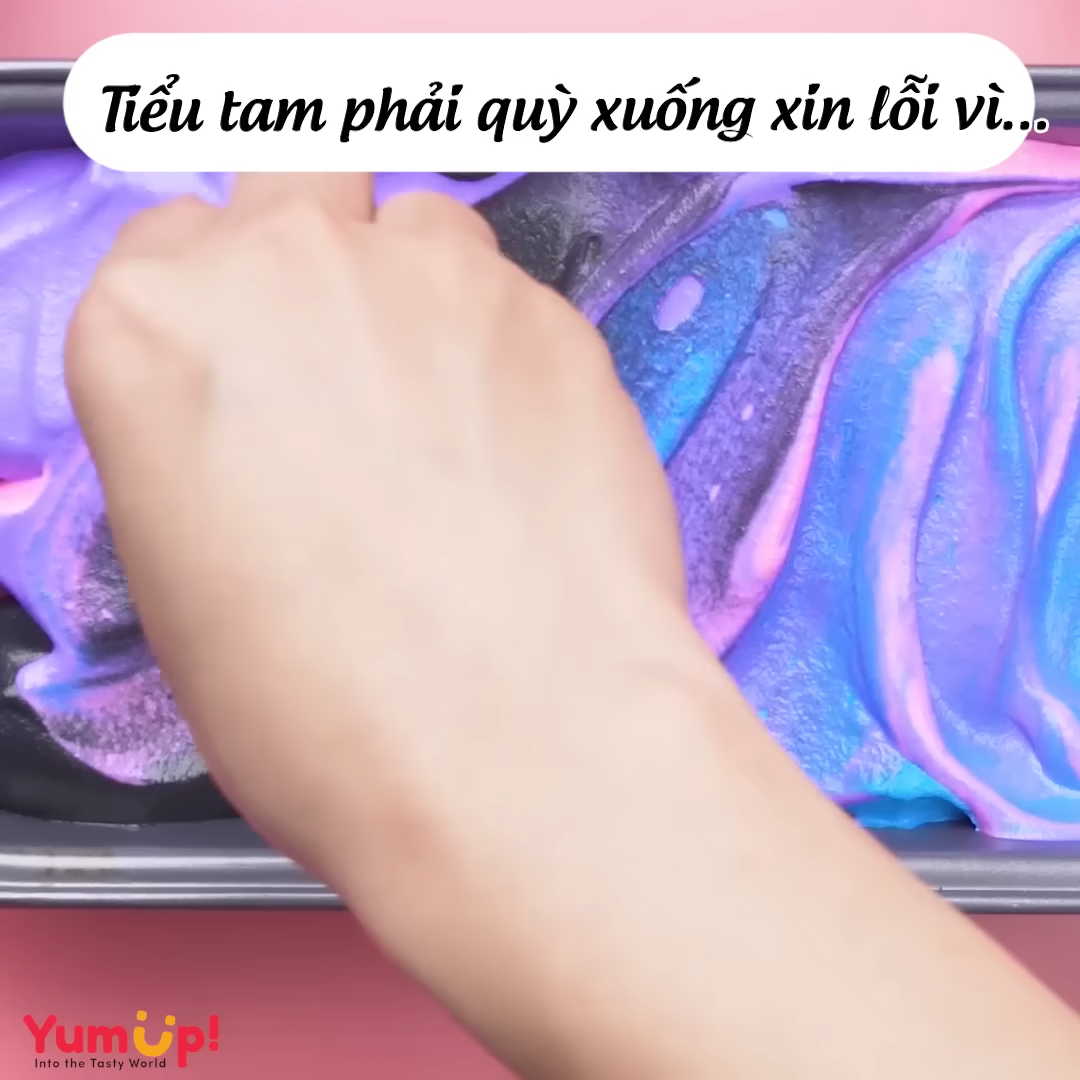 Tiểu tam phải quỳ xuống xin lỗi vì...
YumUp!
Into the Tasty World